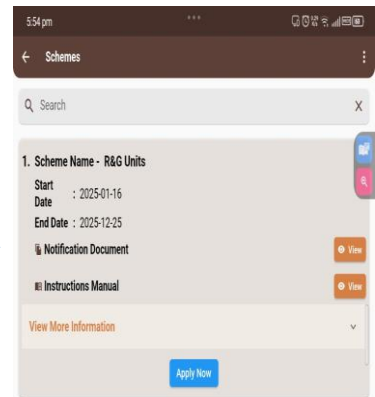 5:54 pm
Schemes
Search X
1. Scheme Name - R&G Units
Start Date : 2025-01-16
End Date : 2025-12-25
Notification Document View
Instructions Manual View
View More Information
Apply Now